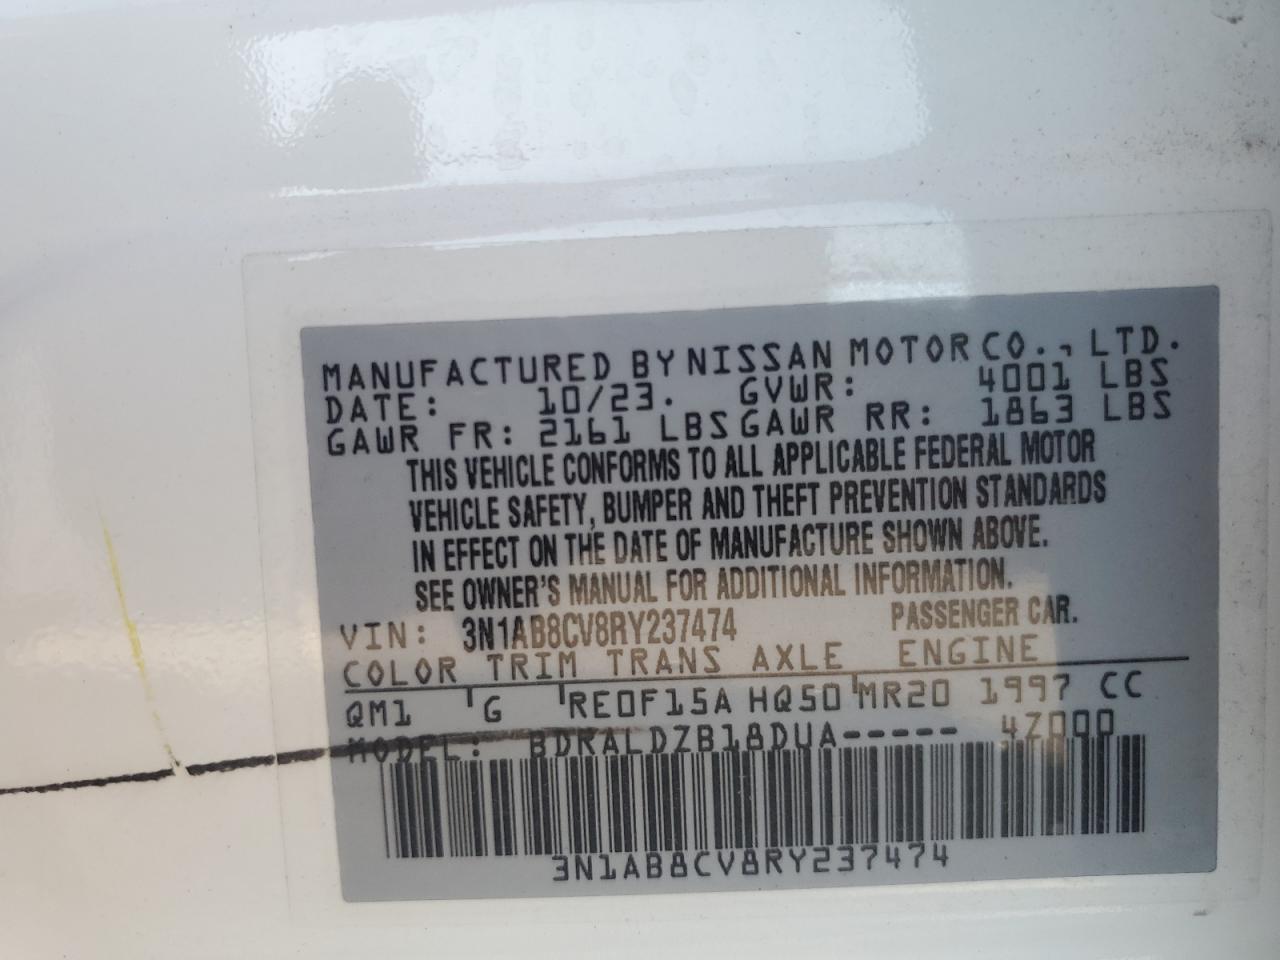 MANUFACTURED BY NISSAN MOTOR CO., LTD.
DATE: 10/23. GVWR: 4001 LBS
GAWR FR: 2161 LBS GAWR RR: 1863 LBS
THIS VEHICLE CONFORMS TO ALL APPLICABLE FEDERAL MOTOR
VEHICLE SAFETY, BUMPER AND THEFT PREVENTION STANDARDS
IN EFFECT ON THE DATE OF MANUFACTURE SHOWN ABOVE.
SEE OWNER'S MANUAL FOR ADDITIONAL INFORMATION.
VIN: 3N1AB8CV8RY237474 PASSENGER CAR.
COLOR TRIM TRANS AXLE ENGINE
QM1 G RE0F15A HQ50 MR20 1997 CC
MODEL: BDRALDZB18DUA----- 4Z000
3N1AB8CV8RY237474